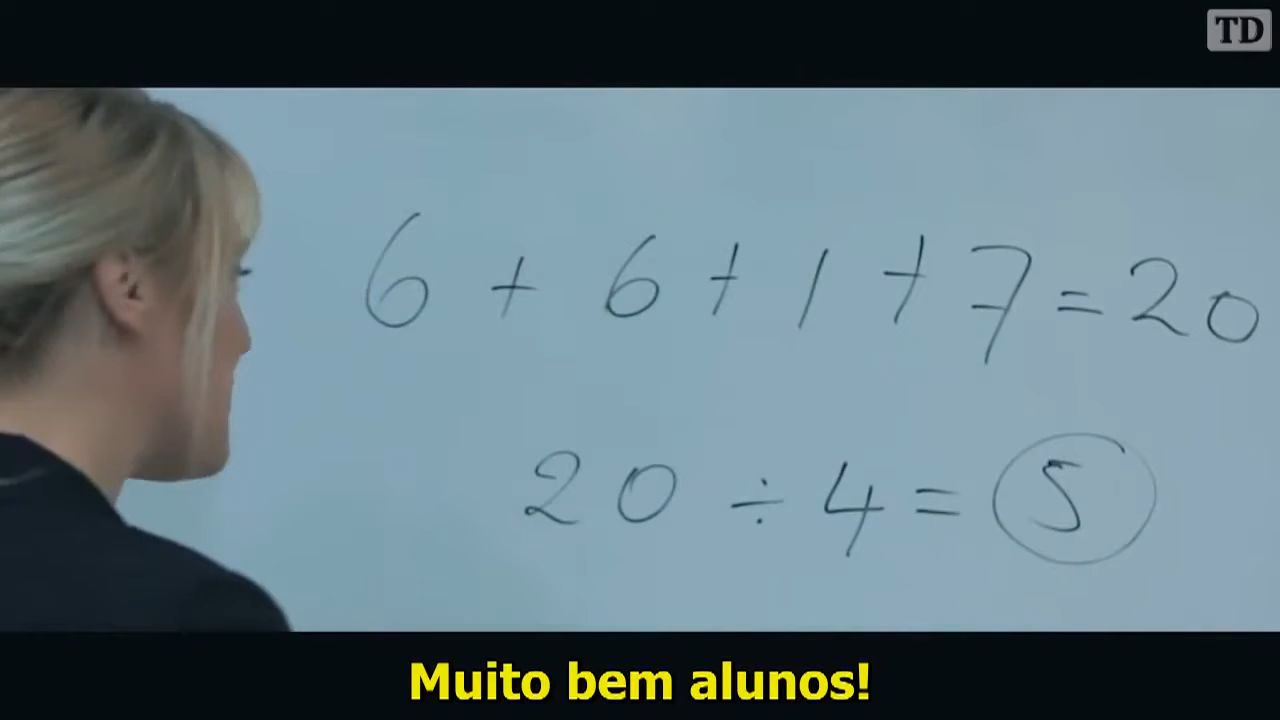 TD
6 + 6 + 1 + 7 = 20
20 ÷ 4 = 5
Muito bem alunos!